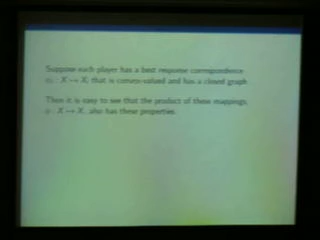 Suppose each player has a best response correspondence
: X ↦ Xᵢ that is convex-valued and has a closed graph.
Then it is easy to see that the product of these mappings,
: X ↦ X, also has these properties.